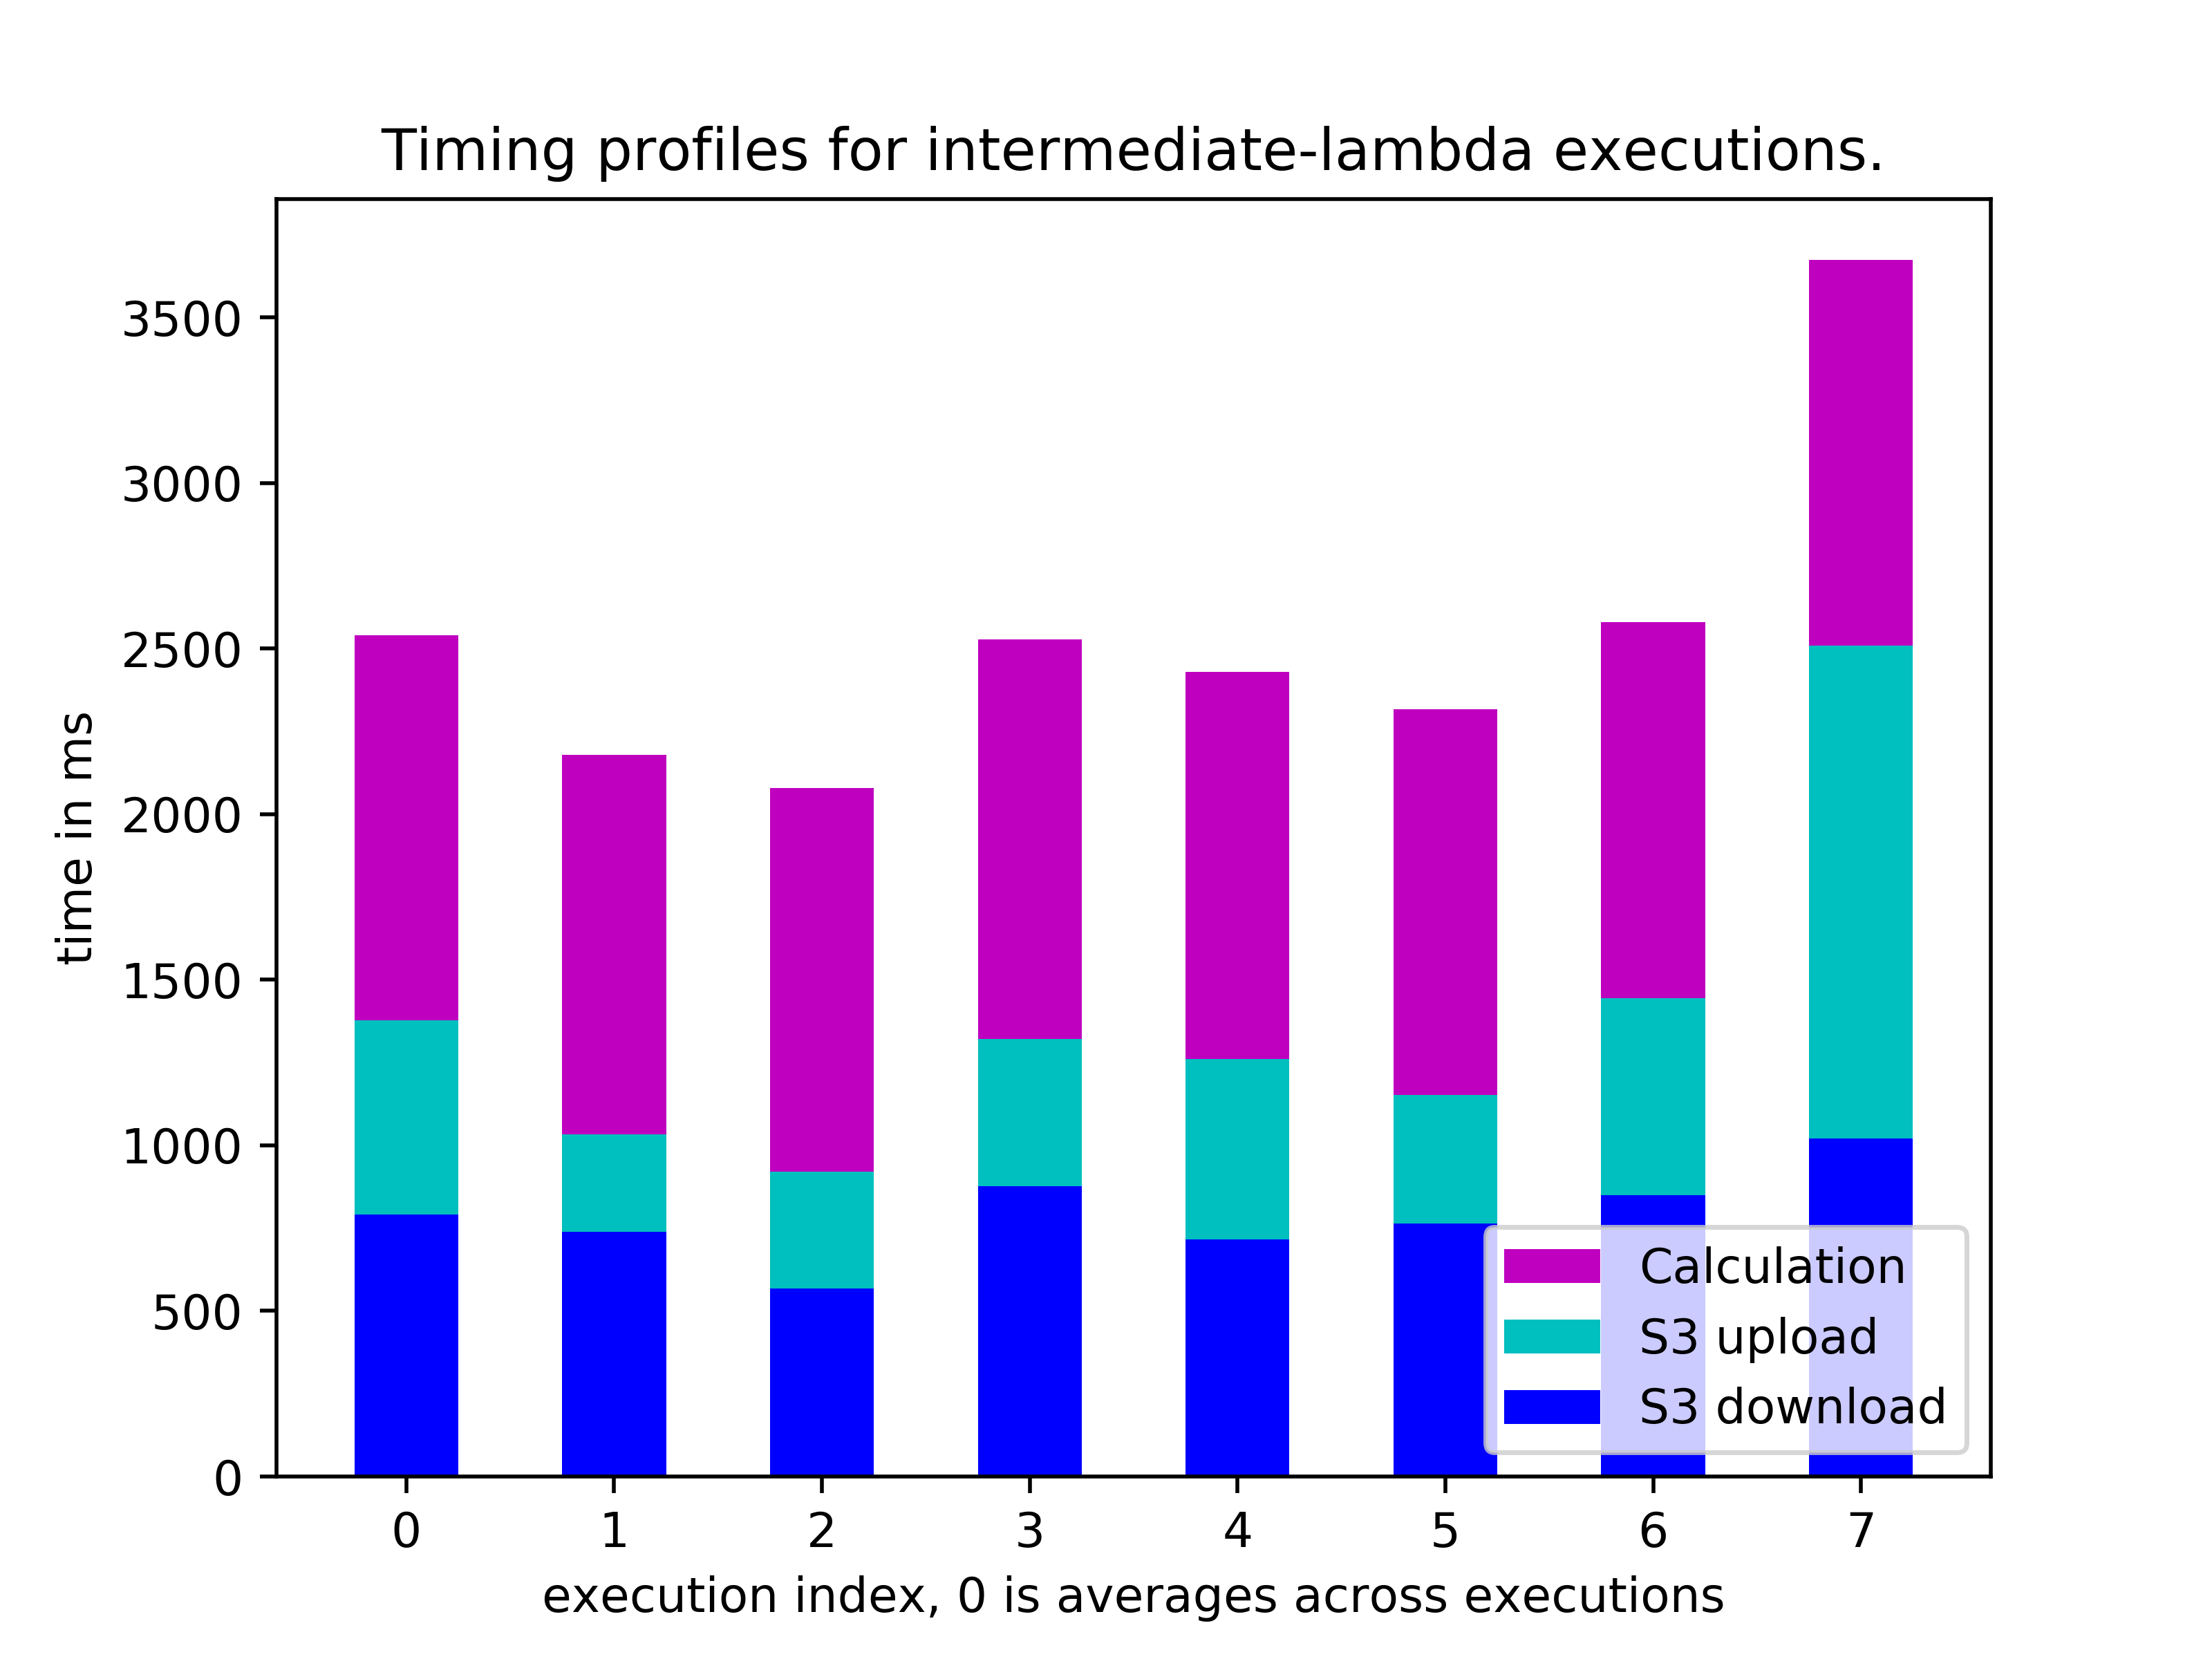 Timing profiles for intermediate-lambda executions.
3500
3000
2500
2000
1500
1000
500
0
time in ms
Calculation
S3 upload
S3 download
0 1 2 3 4 5 6 7
execution index, 0 is averages across executions